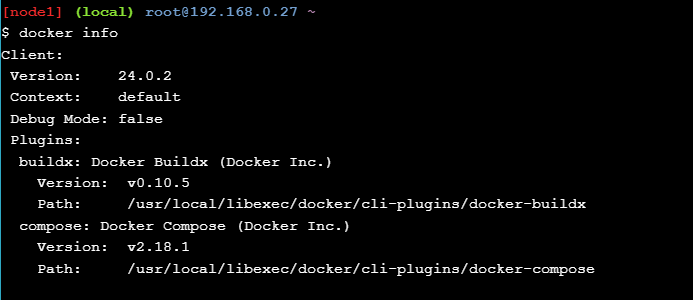 [node1] (local) root@192.168.0.27 ~
$ docker info
Client:
 Version:    24.0.2
 Context:    default
 Debug Mode: false
 Plugins:
  buildx: Docker Buildx (Docker Inc.)
    Version:  v0.10.5
    Path:     /usr/local/libexec/docker/cli-plugins/docker-buildx
  compose: Docker Compose (Docker Inc.)
    Version:  v2.18.1
    Path:     /usr/local/libexec/docker/cli-plugins/docker-compose